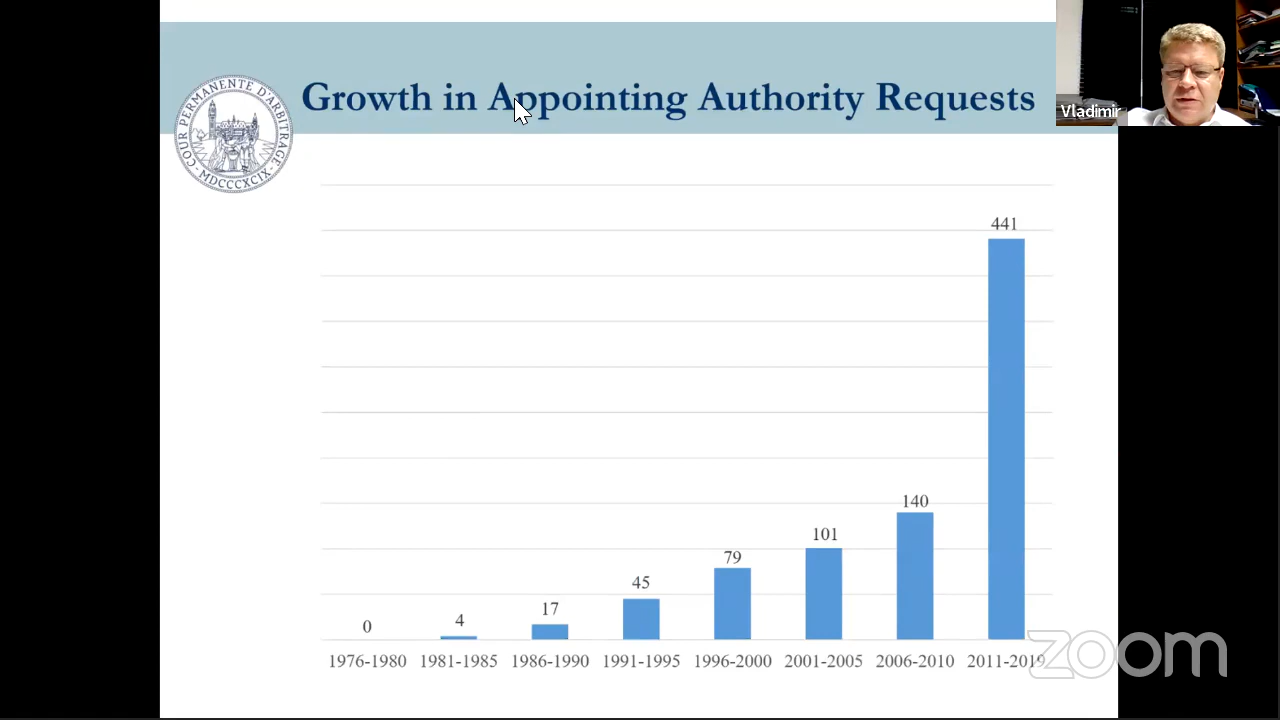 Growth in Appointing Authority Requests
Vladimir
COUR PERMANENTE D'ARBITRAGE
MDCCCXCIX
441
140
101
79
45
17
4
0
1976-1980 1981-1985 1986-1990 1991-1995 1996-2000 2001-2005 2006-2010 2011-2019
zoom